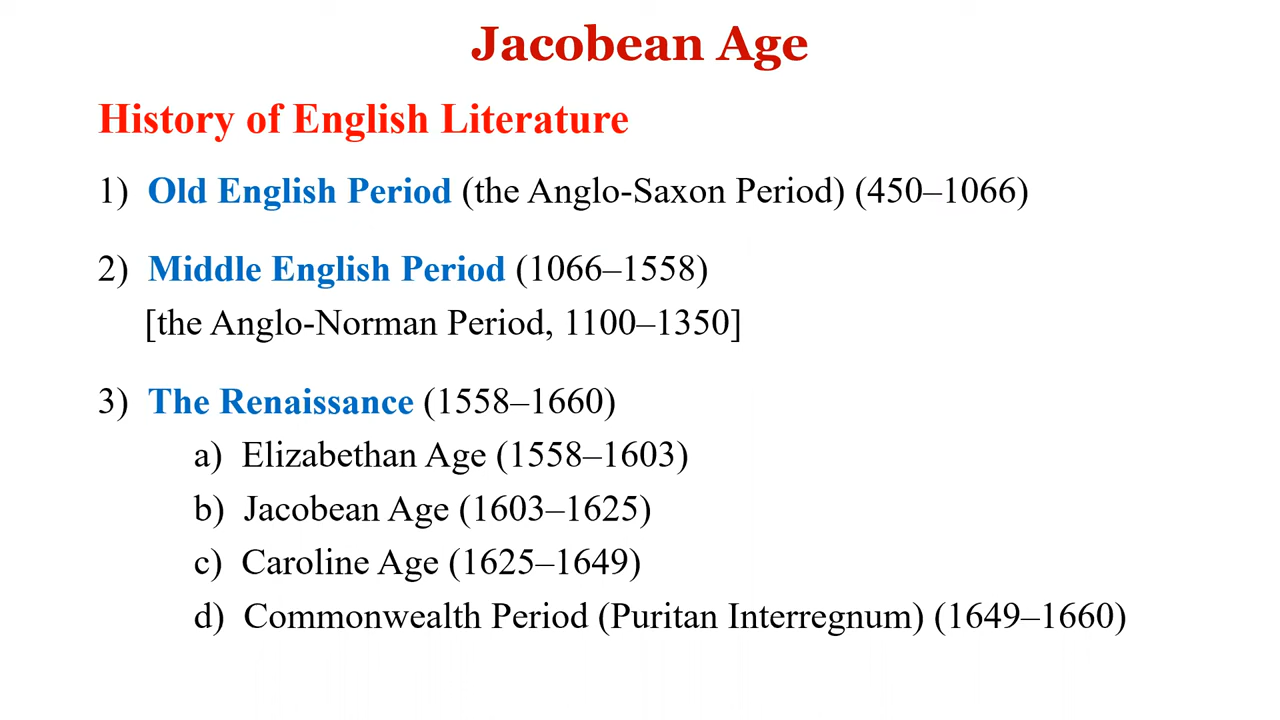 Jacobean Age
History of English Literature
1) Old English Period (the Anglo-Saxon Period) (450–1066)
2) Middle English Period (1066–1558)
[the Anglo-Norman Period, 1100–1350]
3) The Renaissance (1558–1660)
a) Elizabethan Age (1558–1603)
b) Jacobean Age (1603–1625)
c) Caroline Age (1625–1649)
d) Commonwealth Period (Puritan Interregnum) (1649–1660)